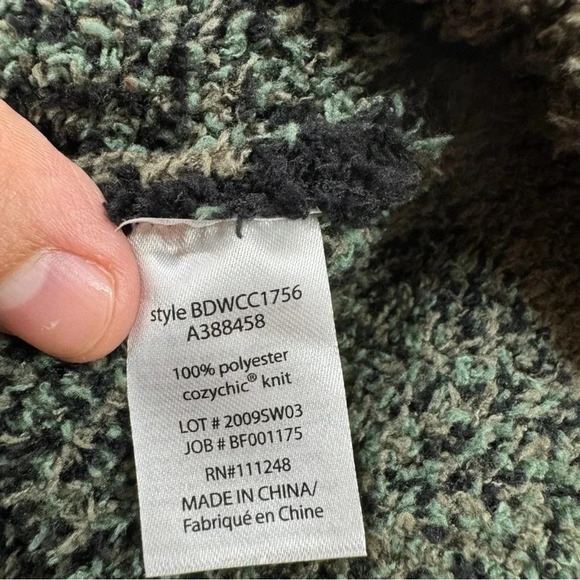 style BDWCC1756
A388458
100% polyester
cozychic® knit
LOT # 2009SW03
JOB # BF001175
RN#111248
MADE IN CHINA/
Fabriqué en Chine